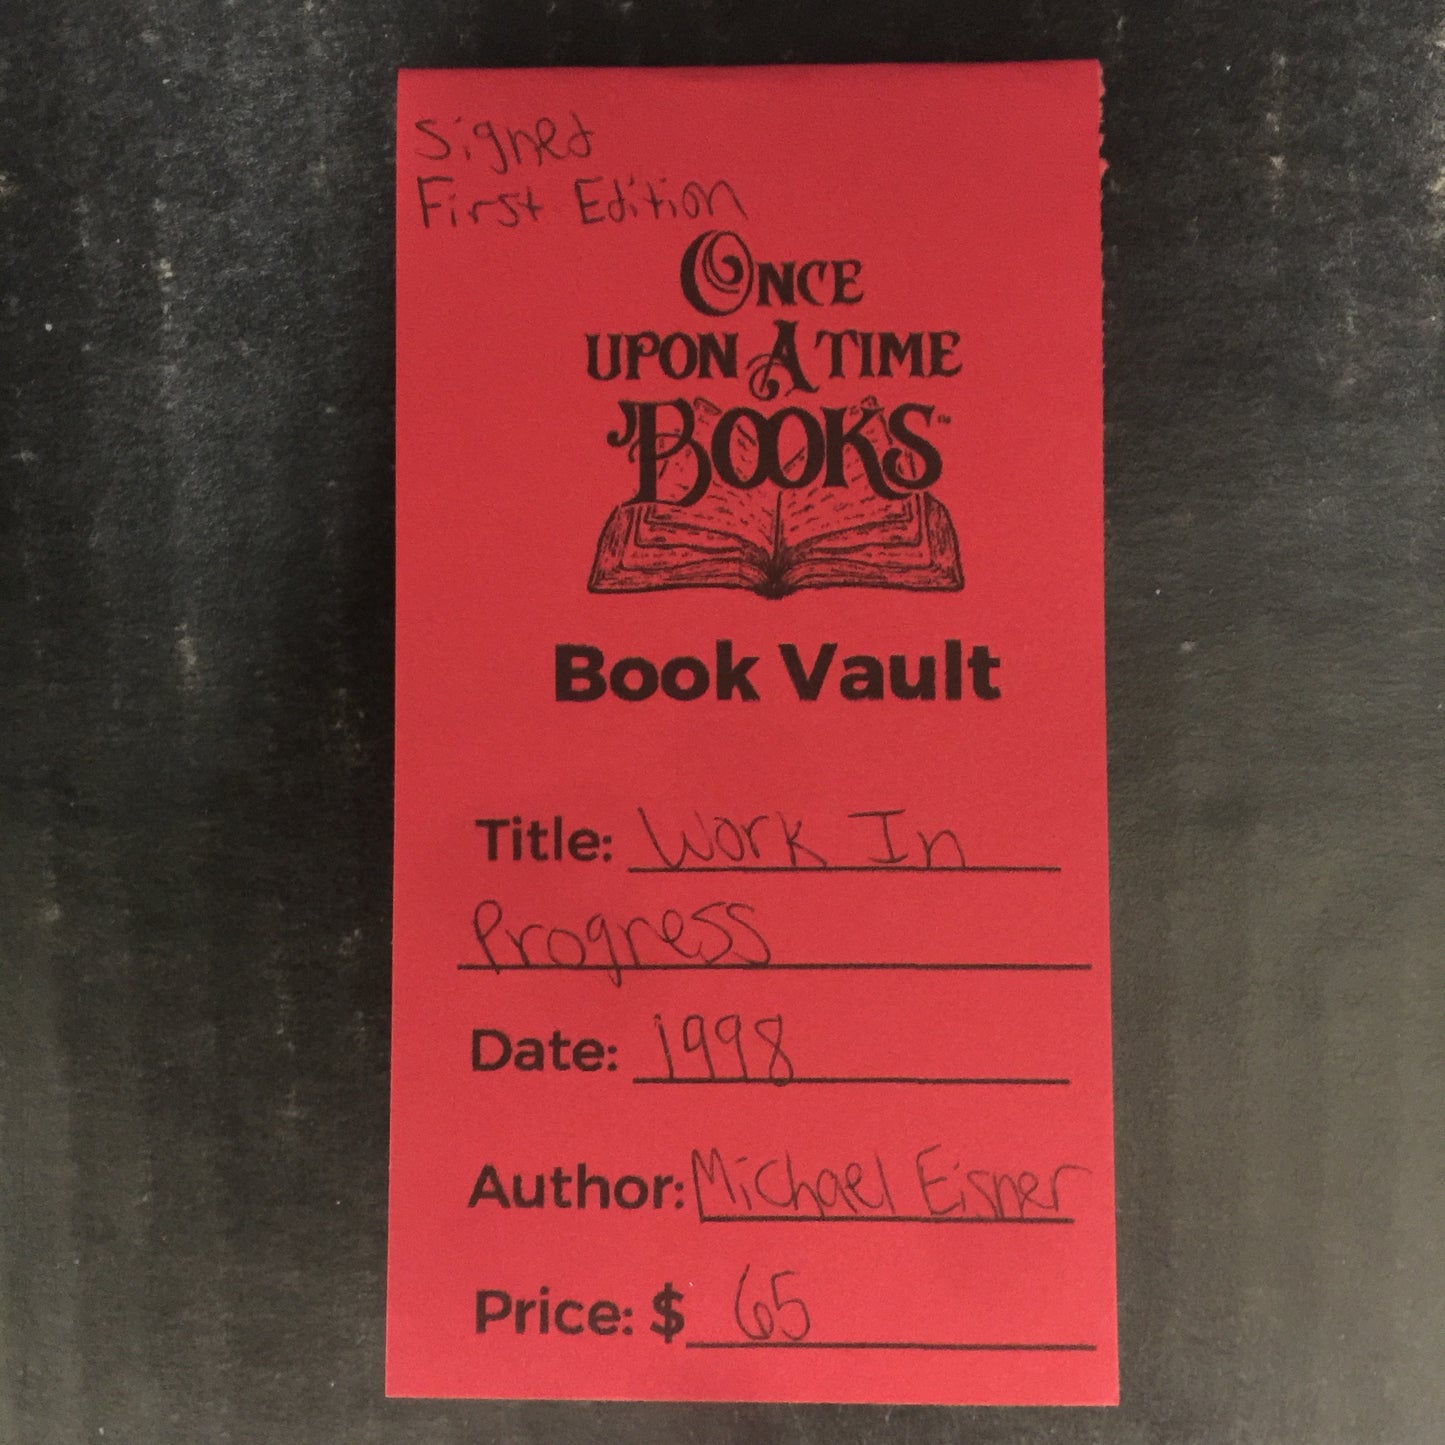 Signed
First Edition
ONCE
UPON A TIME
BOOKS™
Book Vault
Title: Work In
Progress
Date: 1998
Author: Michael Eisner
Price: $ 65